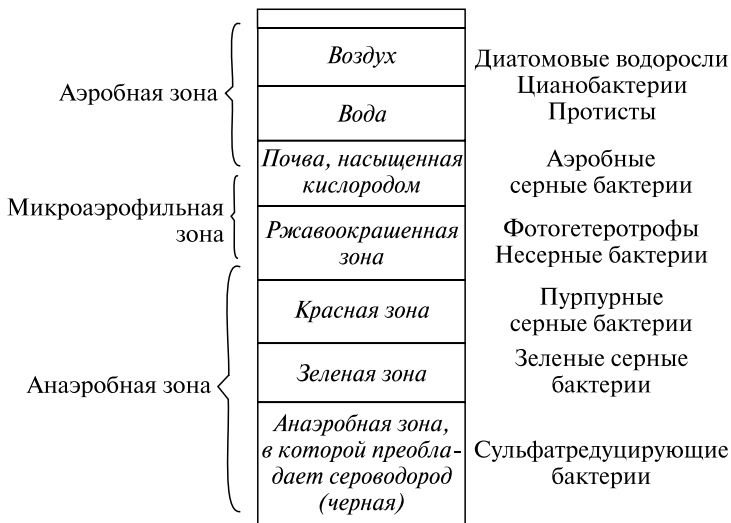 Аэробная зона
Микроаэрофильная
зона
Анаэробная зона
Воздух
Вода
Почва, насыщенная
кислородом
Ржавоокрашенная
зона
Красная зона
Зеленая зона
Анаэробная зона,
в которой преобла-
дает сероводород
(черная)
Диатомовые водоросли
Цианобактерии
Протисты
Аэробные
серные бактерии
Фотогетеротрофы
Несерные бактерии
Пурпурные
серные бактерии
Зеленые серные
бактерии
Сульфатредуцирующие
бактерии